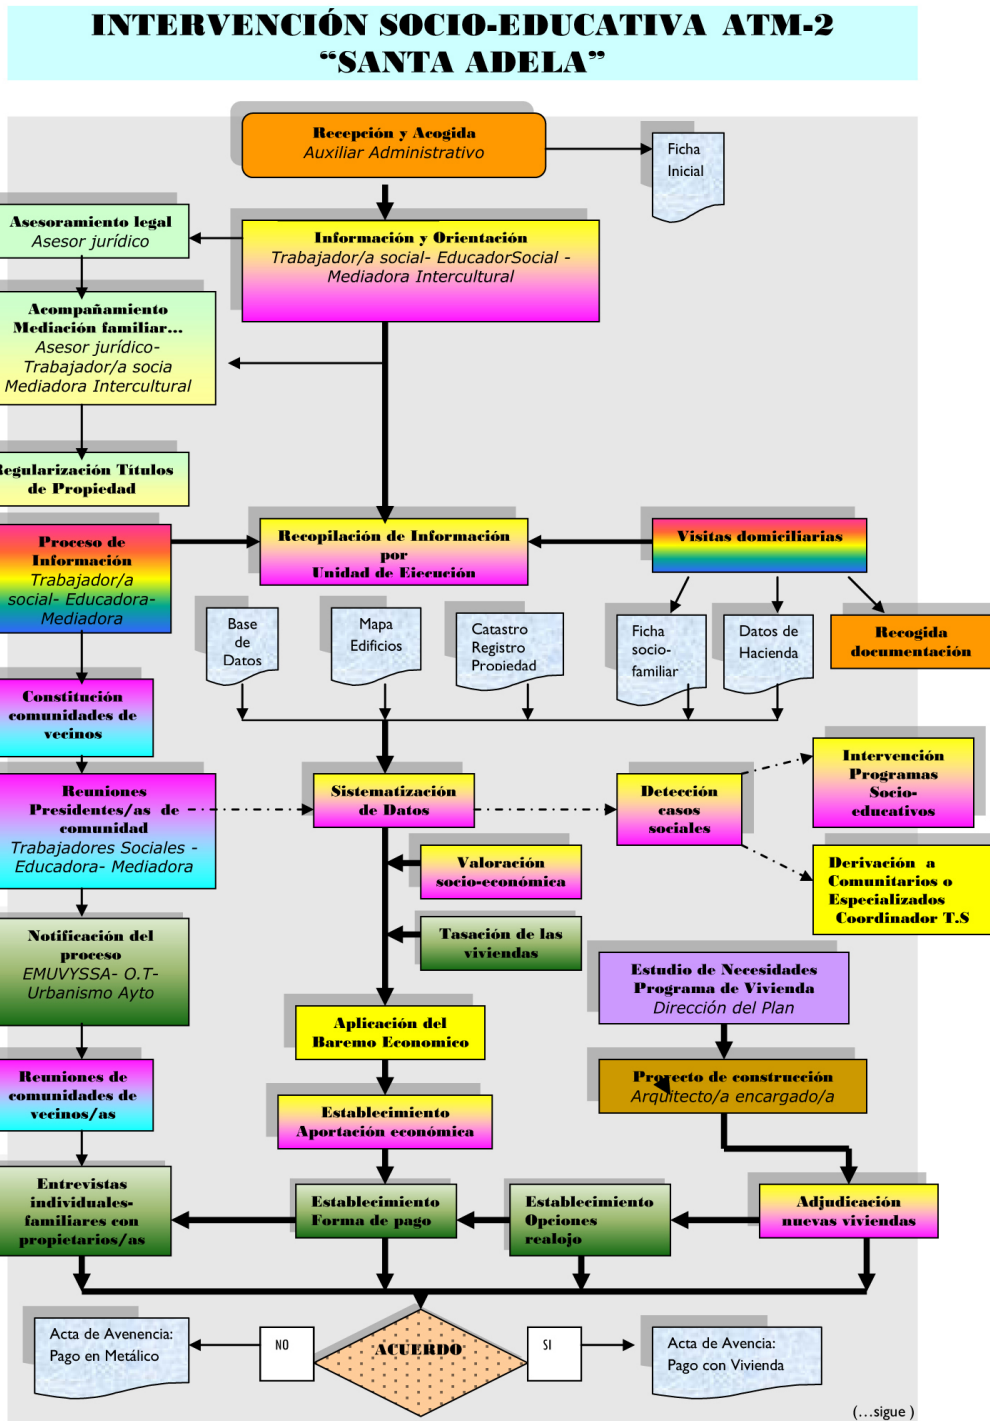 INTERVENCIÓN SOCIO-EDUCATIVA ATM-2
“SANTA ADELA”
Recepción y Acogida
Auxiliar Administrativo
Ficha
Inicial
Asesoramiento legal
Asesor jurídico
Información y Orientación
Trabajador/a social- EducadorSocial -
Mediadora Intercultural
Acompañamiento
Mediación familiar...
Asesor jurídico-
Trabajador/a socia
Mediadora Intercultural
Regularización Títulos
de Propiedad
Proceso de
Información
Trabajador/a
social- Educadora-
Mediadora
Recopilación de Información
por
Unidad de Ejecución
Visitas domiciliarias
Base
de
Datos
Mapa
Edificios
Catastro
Registro
Propiedad
Ficha
socio-
familiar
Datos de
Hacienda
Recogida
documentación
Constitución
comunidades de
vecinos
Reuniones
Presidentes/as de
comunidad
Trabajadores Sociales -
Educadora- Mediadora
Sistematización
de Datos
Detección
casos
sociales
Intervención
Programas
Socio-
educativos
Derivación a
Comunitarios o
Especializados
Coordinador T.S
Valoración
socio-económica
Tasación de las
viviendas
Notificación del
proceso
EMUVYSSA- O.T-
Urbanismo Ayto
Estudio de Necesidades
Programa de Vivienda
Dirección del Plan
Aplicación del
Baremo Economico
Proyecto de construcción
Arquitecto/a encargado/a
Reuniones de
comunidades de
vecinos/as
Establecimiento
Aportación económica
Entrevistas
individuales-
familiares con
propietarios/as
Establecimiento
Forma de pago
Establecimiento
Opciones
realojo
Adjudicación
nuevas viviendas
Acta de Avenencia:
Pago en Metálico
NO
ACUERDO
SI
Acta de Avencia:
Pago con Vivienda
(...sigue )